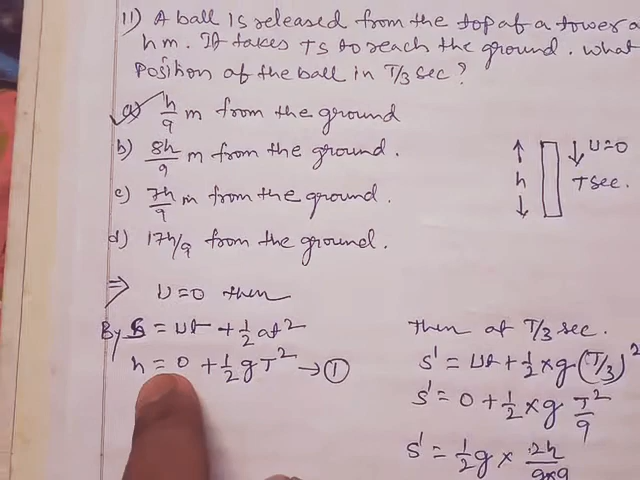 11) A ball is released from the top of a tower
h m. It takes T s to reach the ground. what
Position of the ball in T/3 sec?
a) h/9 m from the ground
b) 8h/9 m from the ground.
c) 7h/9 m from the ground.
d) 17h/9 from the ground.
↑ ↓ U=0
h T sec.
↓
⇒ U=0 then
By S = ut + 1/2 at²
h = 0 + 1/2 g T² → ①
Then at T/3 sec.
s' = ut + 1/2 × g (T/3)²
s' = 0 + 1/2 × g T²/9
s' = 1/2 g × 2h/9×g